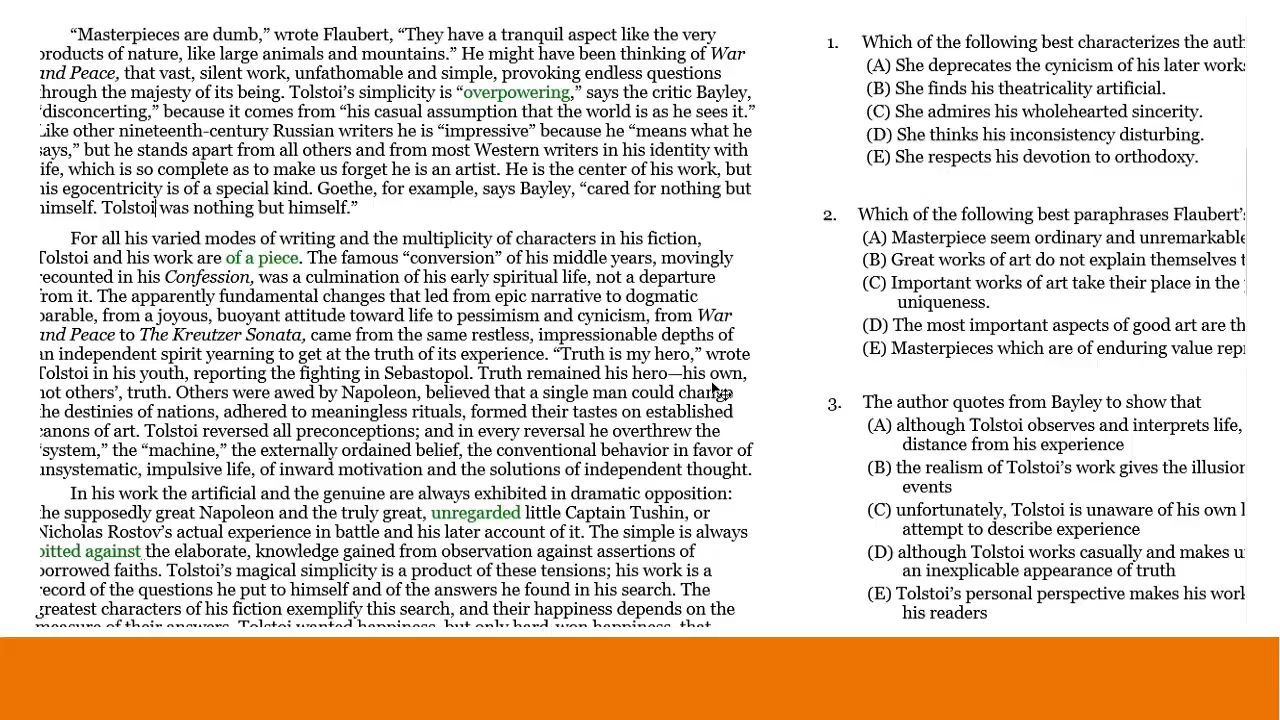 “Masterpieces are dumb,” wrote Flaubert, “They have a tranquil aspect like the very
products of nature, like large animals and mountains.” He might have been thinking of War
and Peace, that vast, silent work, unfathomable and simple, provoking endless questions
through the majesty of its being. Tolstoi’s simplicity is “overpowering,” says the critic Bayley,
“disconcerting,” because it comes from “his casual assumption that the world is as he sees it.”
Like other nineteenth-century Russian writers he is “impressive” because he “means what he
says,” but he stands apart from all others and from most Western writers in his identity with
life, which is so complete as to make us forget he is an artist. He is the center of his work, but
his egocentricity is of a special kind. Goethe, for example, says Bayley, “cared for nothing but
himself. Tolstoi was nothing but himself.”
For all his varied modes of writing and the multiplicity of characters in his fiction,
Tolstoi and his work are of a piece. The famous “conversion” of his middle years, movingly
recounted in his Confession, was a culmination of his early spiritual life, not a departure
from it. The apparently fundamental changes that led from epic narrative to dogmatic
parable, from a joyous, buoyant attitude toward life to pessimism and cynicism, from War
and Peace to The Kreutzer Sonata, came from the same restless, impressionable depths of
an independent spirit yearning to get at the truth of its experience. “Truth is my hero,” wrote
Tolstoi in his youth, reporting the fighting in Sebastopol. Truth remained his hero—his own,
not others’, truth. Others were awed by Napoleon, believed that a single man could change
the destinies of nations, adhered to meaningless rituals, formed their tastes on established
canons of art. Tolstoi reversed all preconceptions; and in every reversal he overthrew the
“system,” the “machine,” the externally ordained belief, the conventional behavior in favor of
unsystematic, impulsive life, of inward motivation and the solutions of independent thought.
In his work the artificial and the genuine are always exhibited in dramatic opposition:
the supposedly great Napoleon and the truly great, unregarded little Captain Tushin, or
Nicholas Rostov’s actual experience in battle and his later account of it. The simple is always
pitted against the elaborate, knowledge gained from observation against assertions of
borrowed faiths. Tolstoi’s magical simplicity is a product of these tensions; his work is a
record of the questions he put to himself and of the answers he found in his search. The
greatest characters of his fiction exemplify this search, and their happiness depends on the
measure of their answers. Tolstoi wanted happiness, but only hard-won happiness, that
1. Which of the following best characterizes the auth
(A) She deprecates the cynicism of his later works
(B) She finds his theatricality artificial.
(C) She admires his wholehearted sincerity.
(D) She thinks his inconsistency disturbing.
(E) She respects his devotion to orthodoxy.
2. Which of the following best paraphrases Flaubert’s
(A) Masterpiece seem ordinary and unremarkable
(B) Great works of art do not explain themselves t
(C) Important works of art take their place in the
uniqueness.
(D) The most important aspects of good art are th
(E) Masterpieces which are of enduring value repr
3. The author quotes from Bayley to show that
(A) although Tolstoi observes and interprets life,
distance from his experience
(B) the realism of Tolstoi’s work gives the illusion
events
(C) unfortunately, Tolstoi is unaware of his own l
attempt to describe experience
(D) although Tolstoi works casually and makes u
an inexplicable appearance of truth
(E) Tolstoi’s personal perspective makes his work
his readers